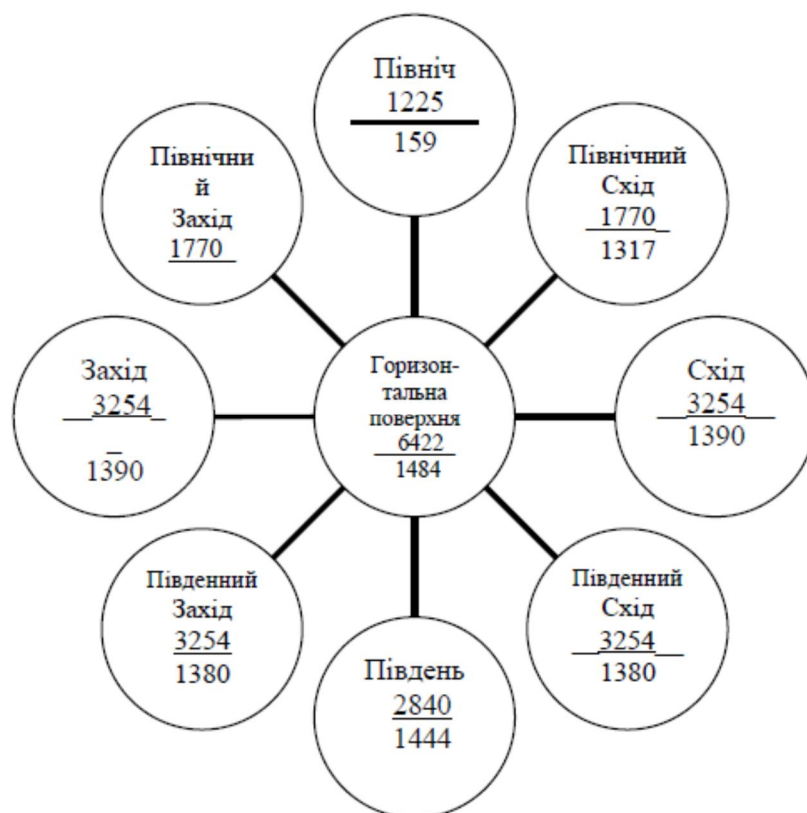 Північ
1225
159
Північни
й
Захід
1770
Північний
Схід
1770
1317
Захід
3254
1390
Горизон-
тальна
поверхня
6422
1484
Схід
3254
1390
Південний
Захід
3254
1380
Південь
2840
1444
Південний
Схід
3254
1380